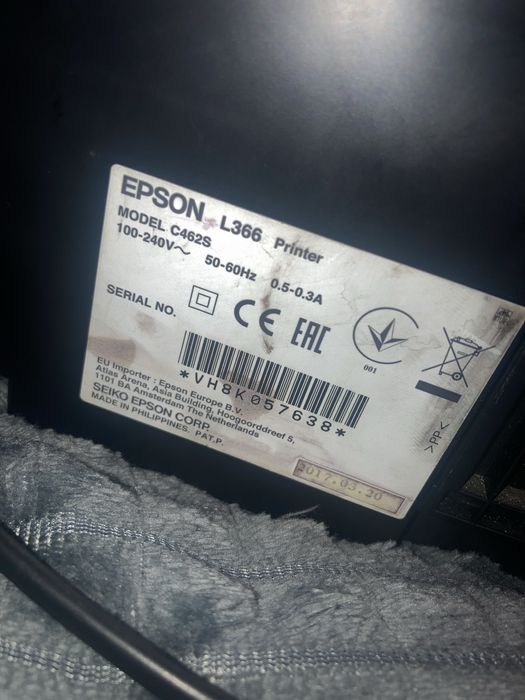 EPSON L366 Printer
MODEL C462S
100-240V~ 50-60Hz 0.5-0.3A
SERIAL NO.
CE EAC
001
*VH8K057638*
EU Importer : Epson Europe B.V.
Atlas Arena, Asia Building, Hoogoorddreef 5,
1101 BA Amsterdam The Netherlands
SEIKO EPSON CORP.
MADE IN PHILIPPINES. PAT.P.
2017.03.20
>PP<